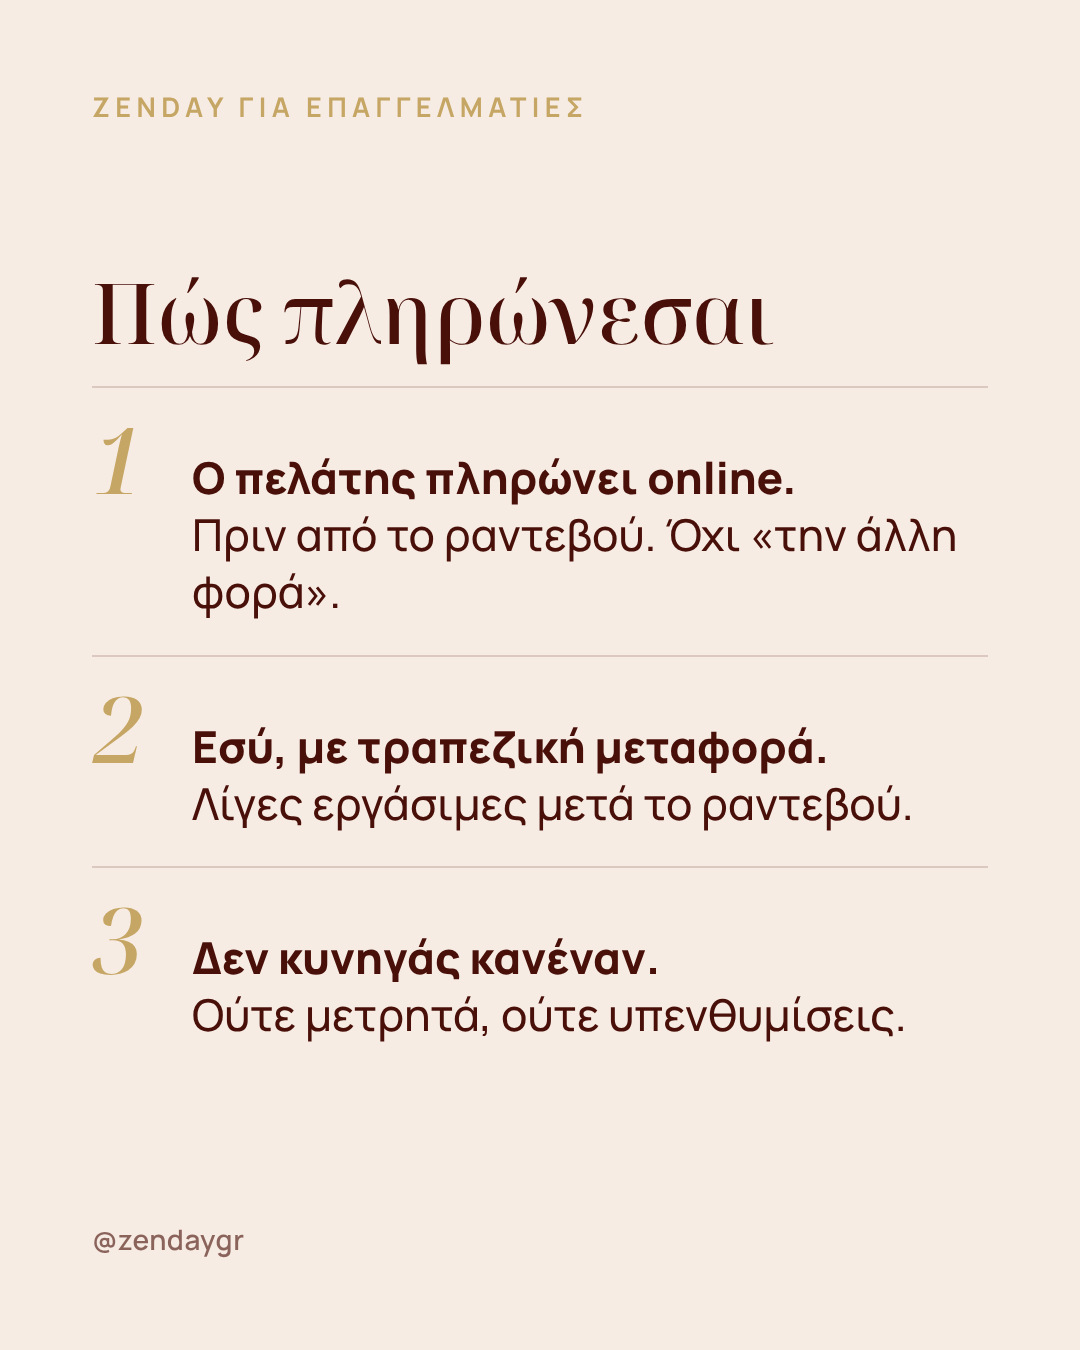 ZENDAY ΓΙΑ ΕΠΑΓΓΕΛΜΑΤΙΕΣ
Πώς πληρώνεσαι
1
Ο πελάτης πληρώνει online.
Πριν από το ραντεβού. Όχι «την άλλη
φορά».
2
Εσύ, με τραπεζική μεταφορά.
Λίγες εργάσιμες μετά το ραντεβού.
3
Δεν κυνηγάς κανέναν.
Ούτε μετρητά, ούτε υπενθυμίσεις.
@zendaygr